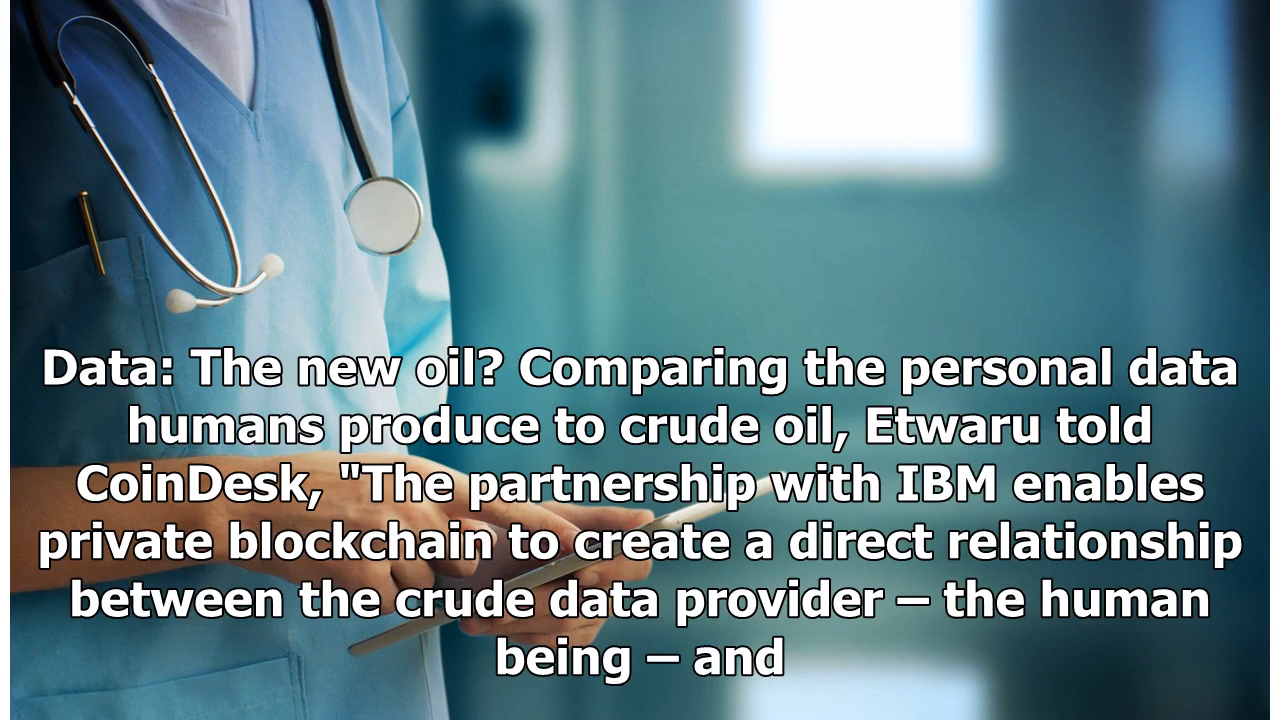 Data: The new oil? Comparing the personal data
humans produce to crude oil, Etwaru told
CoinDesk, "The partnership with IBM enables
private blockchain to create a direct relationship
between the crude data provider – the human
being – and